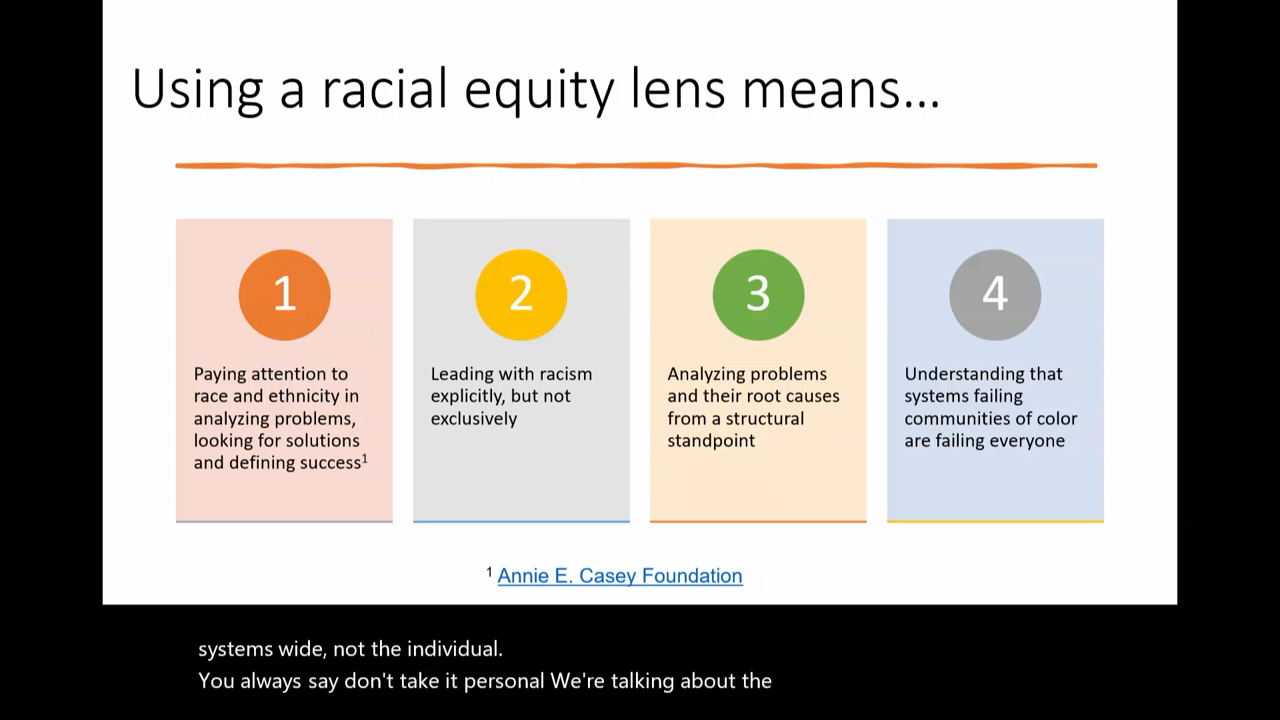 Using a racial equity lens means...
1
Paying attention to
race and ethnicity in
analyzing problems,
looking for solutions
and defining success¹
2
Leading with racism
explicitly, but not
exclusively
3
Analyzing problems
and their root causes
from a structural
standpoint
4
Understanding that
systems failing
communities of color
are failing everyone
¹ Annie E. Casey Foundation
systems wide, not the individual.
You always say don't take it personal We're talking about the